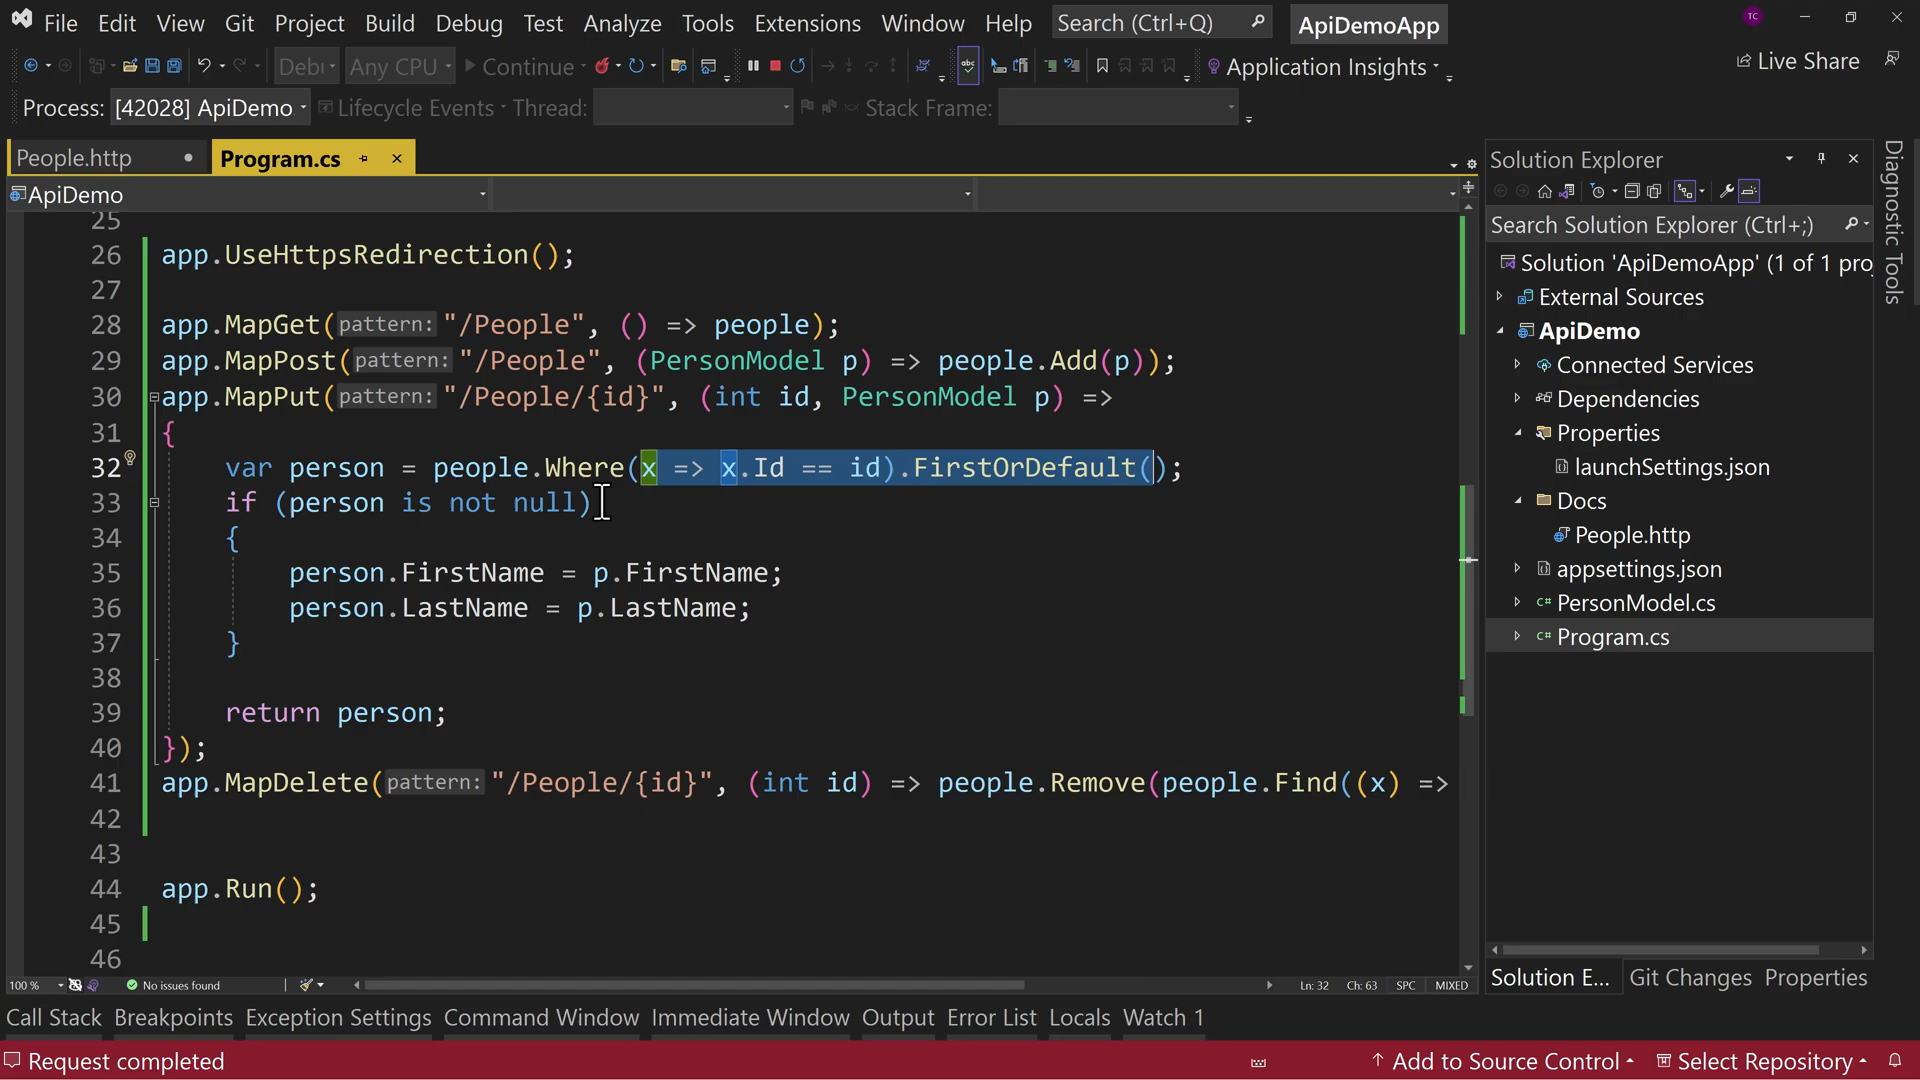 File Edit View Git Project Build Debug Test Analyze Tools Extensions Window Help Search (Ctrl+Q) ApiDemoApp TC
Debu Any CPU Continue abc Application Insights Live Share
Process: [42028] ApiDemo Lifecycle Events Thread: Stack Frame:
People.http Program.cs
ApiDemo
25
26 app.UseHttpsRedirection();
27
28 app.MapGet(pattern: "/People", () => people);
29 app.MapPost(pattern: "/People", (PersonModel p) => people.Add(p));
30 app.MapPut(pattern: "/People/{id}", (int id, PersonModel p) =>
31 {
32 var person = people.Where(x => x.Id == id).FirstOrDefault();
33 if (person is not null)
34 {
35 person.FirstName = p.FirstName;
36 person.LastName = p.LastName;
37 }
38
39 return person;
40 });
41 app.MapDelete(pattern: "/People/{id}", (int id) => people.Remove(people.Find((x) =>
42
43
44 app.Run();
45
46
100 % No issues found Ln: 32 Ch: 63 SPC MIXED
Solution Explorer
Search Solution Explorer (Ctrl+;)
Solution 'ApiDemoApp' (1 of 1 pro
External Sources
ApiDemo
Connected Services
Dependencies
Properties
launchSettings.json
Docs
People.http
appsettings.json
C# PersonModel.cs
C# Program.cs
Solution E... Git Changes Properties
Diagnostic Tools
Call Stack Breakpoints Exception Settings Command Window Immediate Window Output Error List Locals Watch 1
Request completed Add to Source Control Select Repository